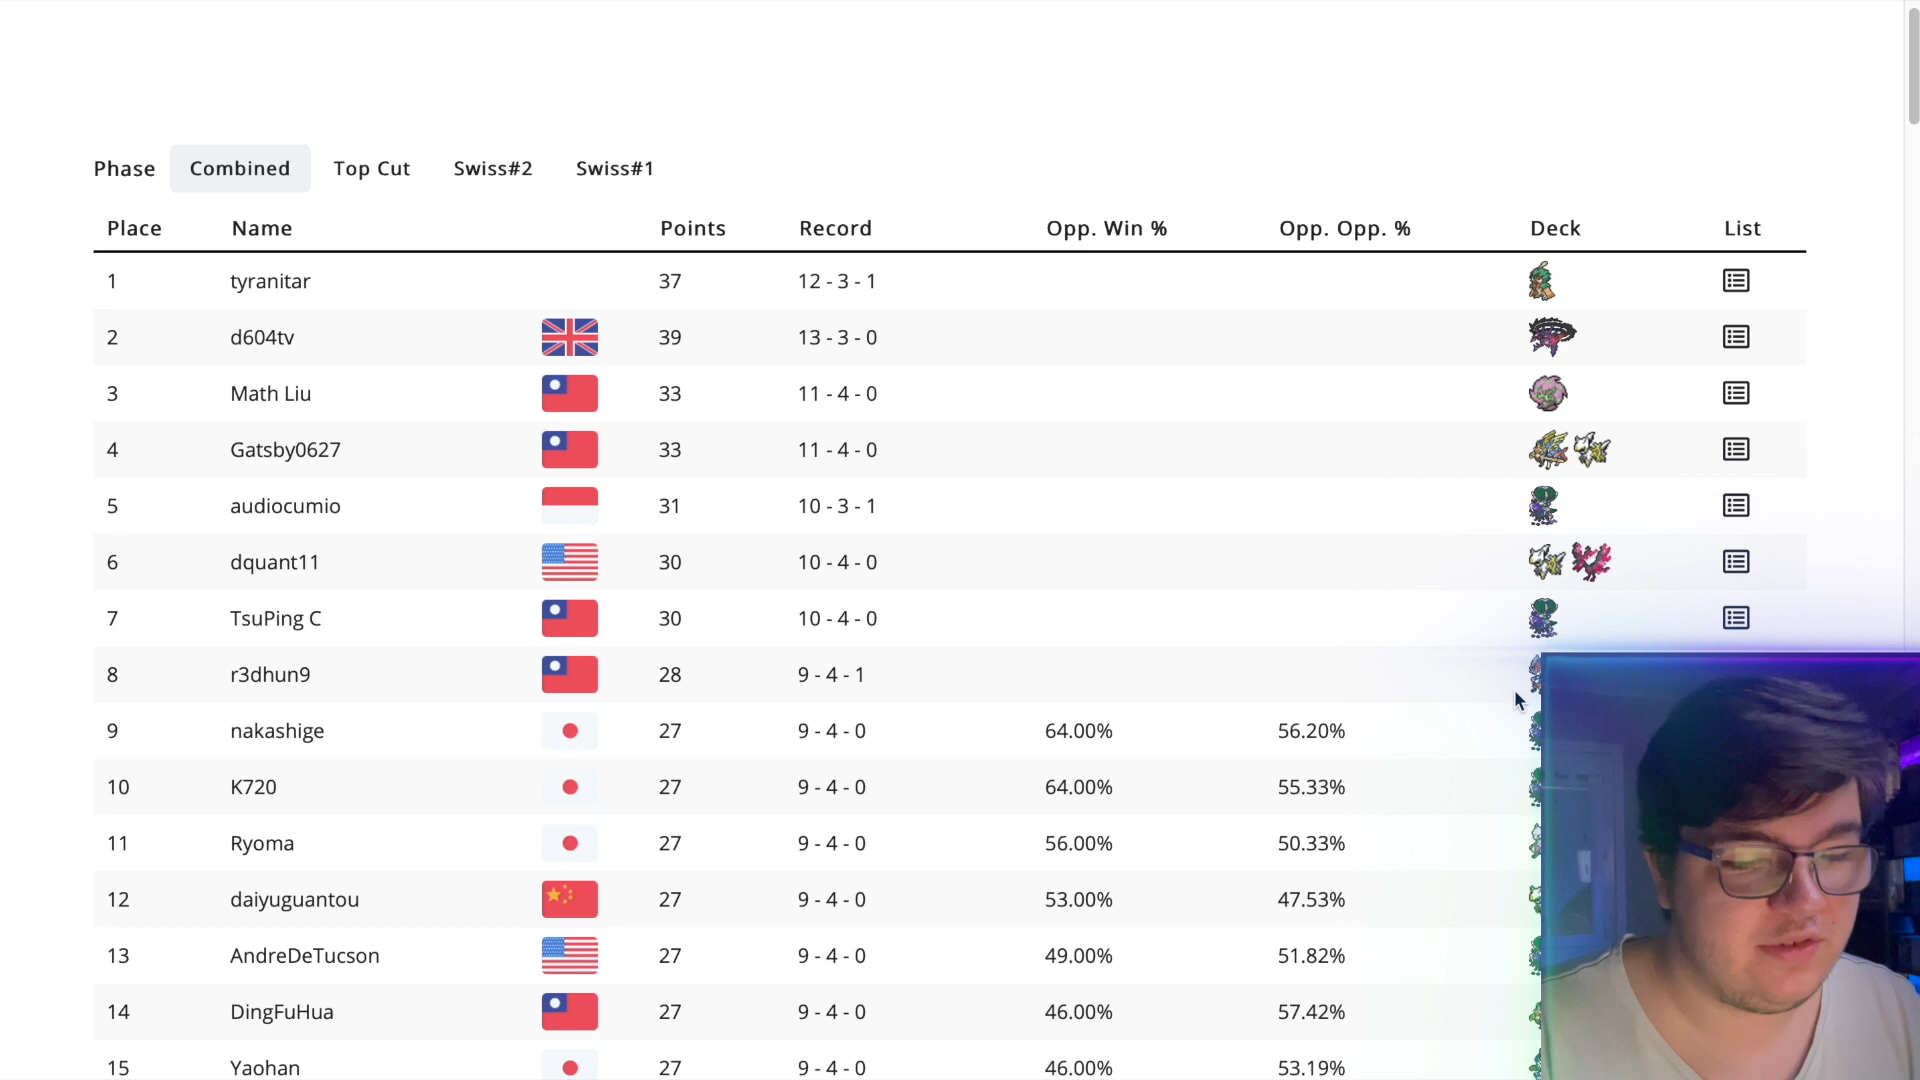 Phase Combined Top Cut Swiss#2 Swiss#1
Place Name Points Record Opp. Win % Opp. Opp. % Deck List
1 tyranitar 37 12 - 3 - 1
2 d604tv 39 13 - 3 - 0
3 Math Liu 33 11 - 4 - 0
4 Gatsby0627 33 11 - 4 - 0
5 audiocumio 31 10 - 3 - 1
6 dquant11 30 10 - 4 - 0
7 TsuPing C 30 10 - 4 - 0
8 r3dhun9 28 9 - 4 - 1
9 nakashige 27 9 - 4 - 0 64.00% 56.20%
10 K720 27 9 - 4 - 0 64.00% 55.33%
11 Ryoma 27 9 - 4 - 0 56.00% 50.33%
12 daiyuguantou 27 9 - 4 - 0 53.00% 47.53%
13 AndreDeTucson 27 9 - 4 - 0 49.00% 51.82%
14 DingFuHua 27 9 - 4 - 0 46.00% 57.42%
15 Yaohan 27 9 - 4 - 0 46.00% 53.19%